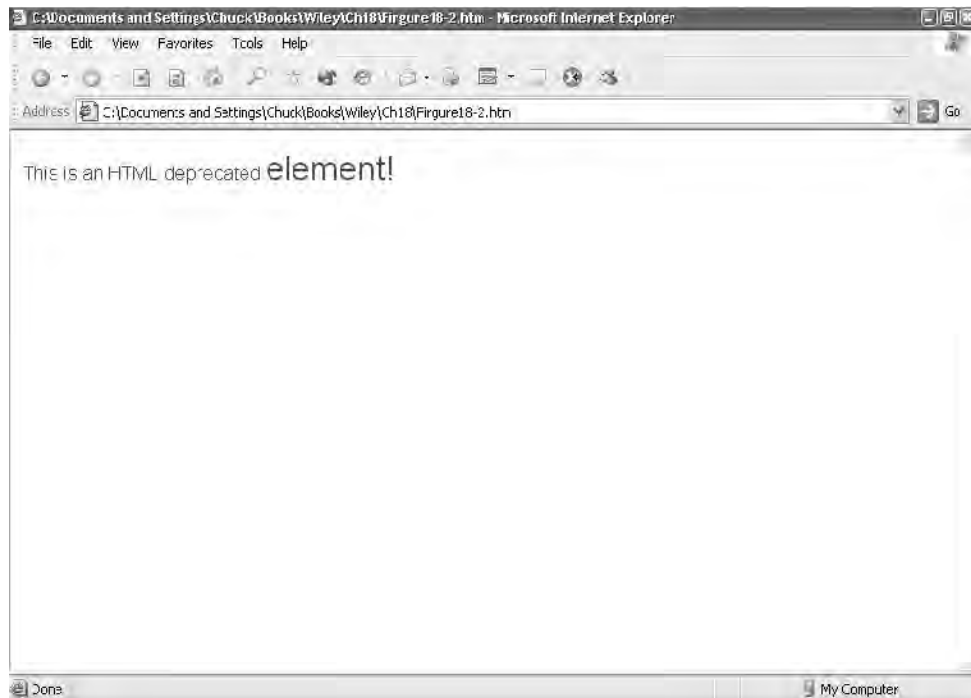 C:\Documents and Settings\Chuck\Books\Wiley\Ch18\Firgure18-2.htm - Microsoft Internet Explorer
File Edit View Favorites Tools Help
Address C:\Documents and Settings\Chuck\Books\Wiley\Ch18\Firgure18-2.htm Go
This is an HTML deprecated element!
Done My Computer